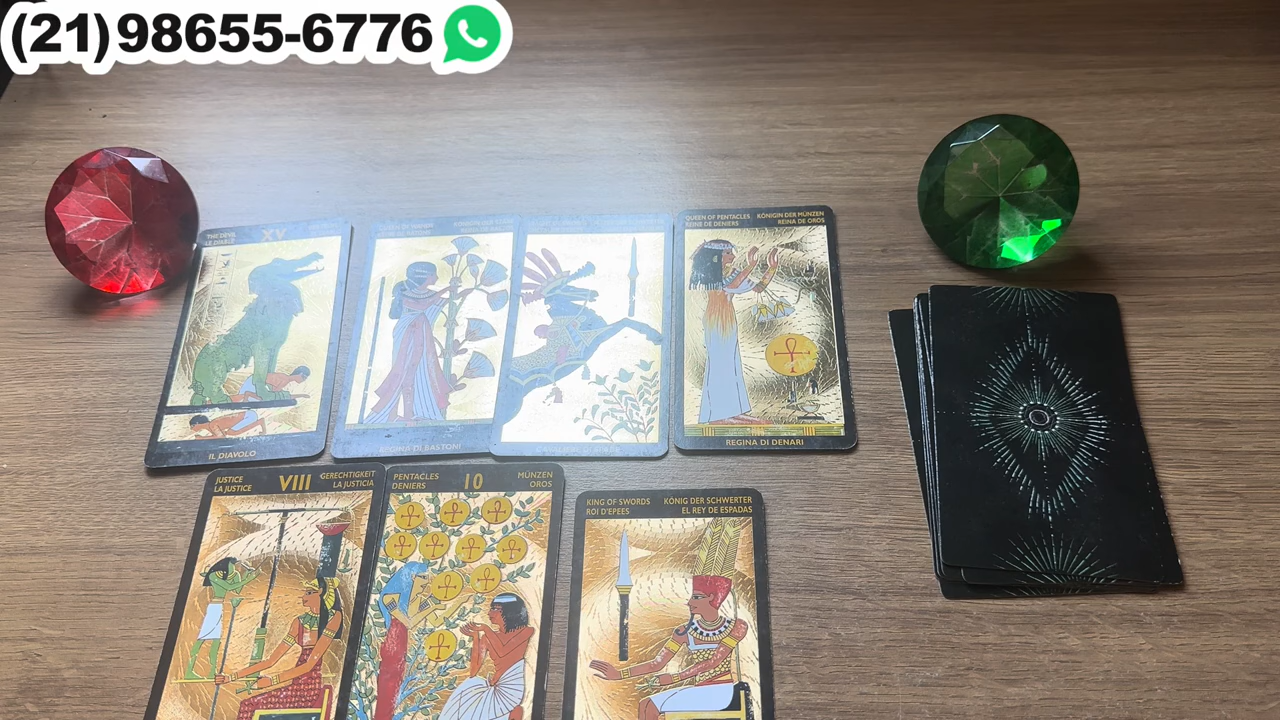 (21)98655-6776
THE DEVIL
LE DIABLE
XV
IL DIAVOLO
REGINA DI BASTONI
QUEEN OF PENTACLES KÖNIGIN DER MÜNZEN
REINE DE DENIERS REINA DE OROS
REGINA DI DENARI
JUSTICE VIII GERECHTIGKEIT
LA JUSTICE LA JUSTICIA
PENTACLES 10 MÜNZEN
DENIERS OROS
KING OF SWORDS KÖNIG DER SCHWERTER
ROI D'EPEES EL REY DE ESPADAS